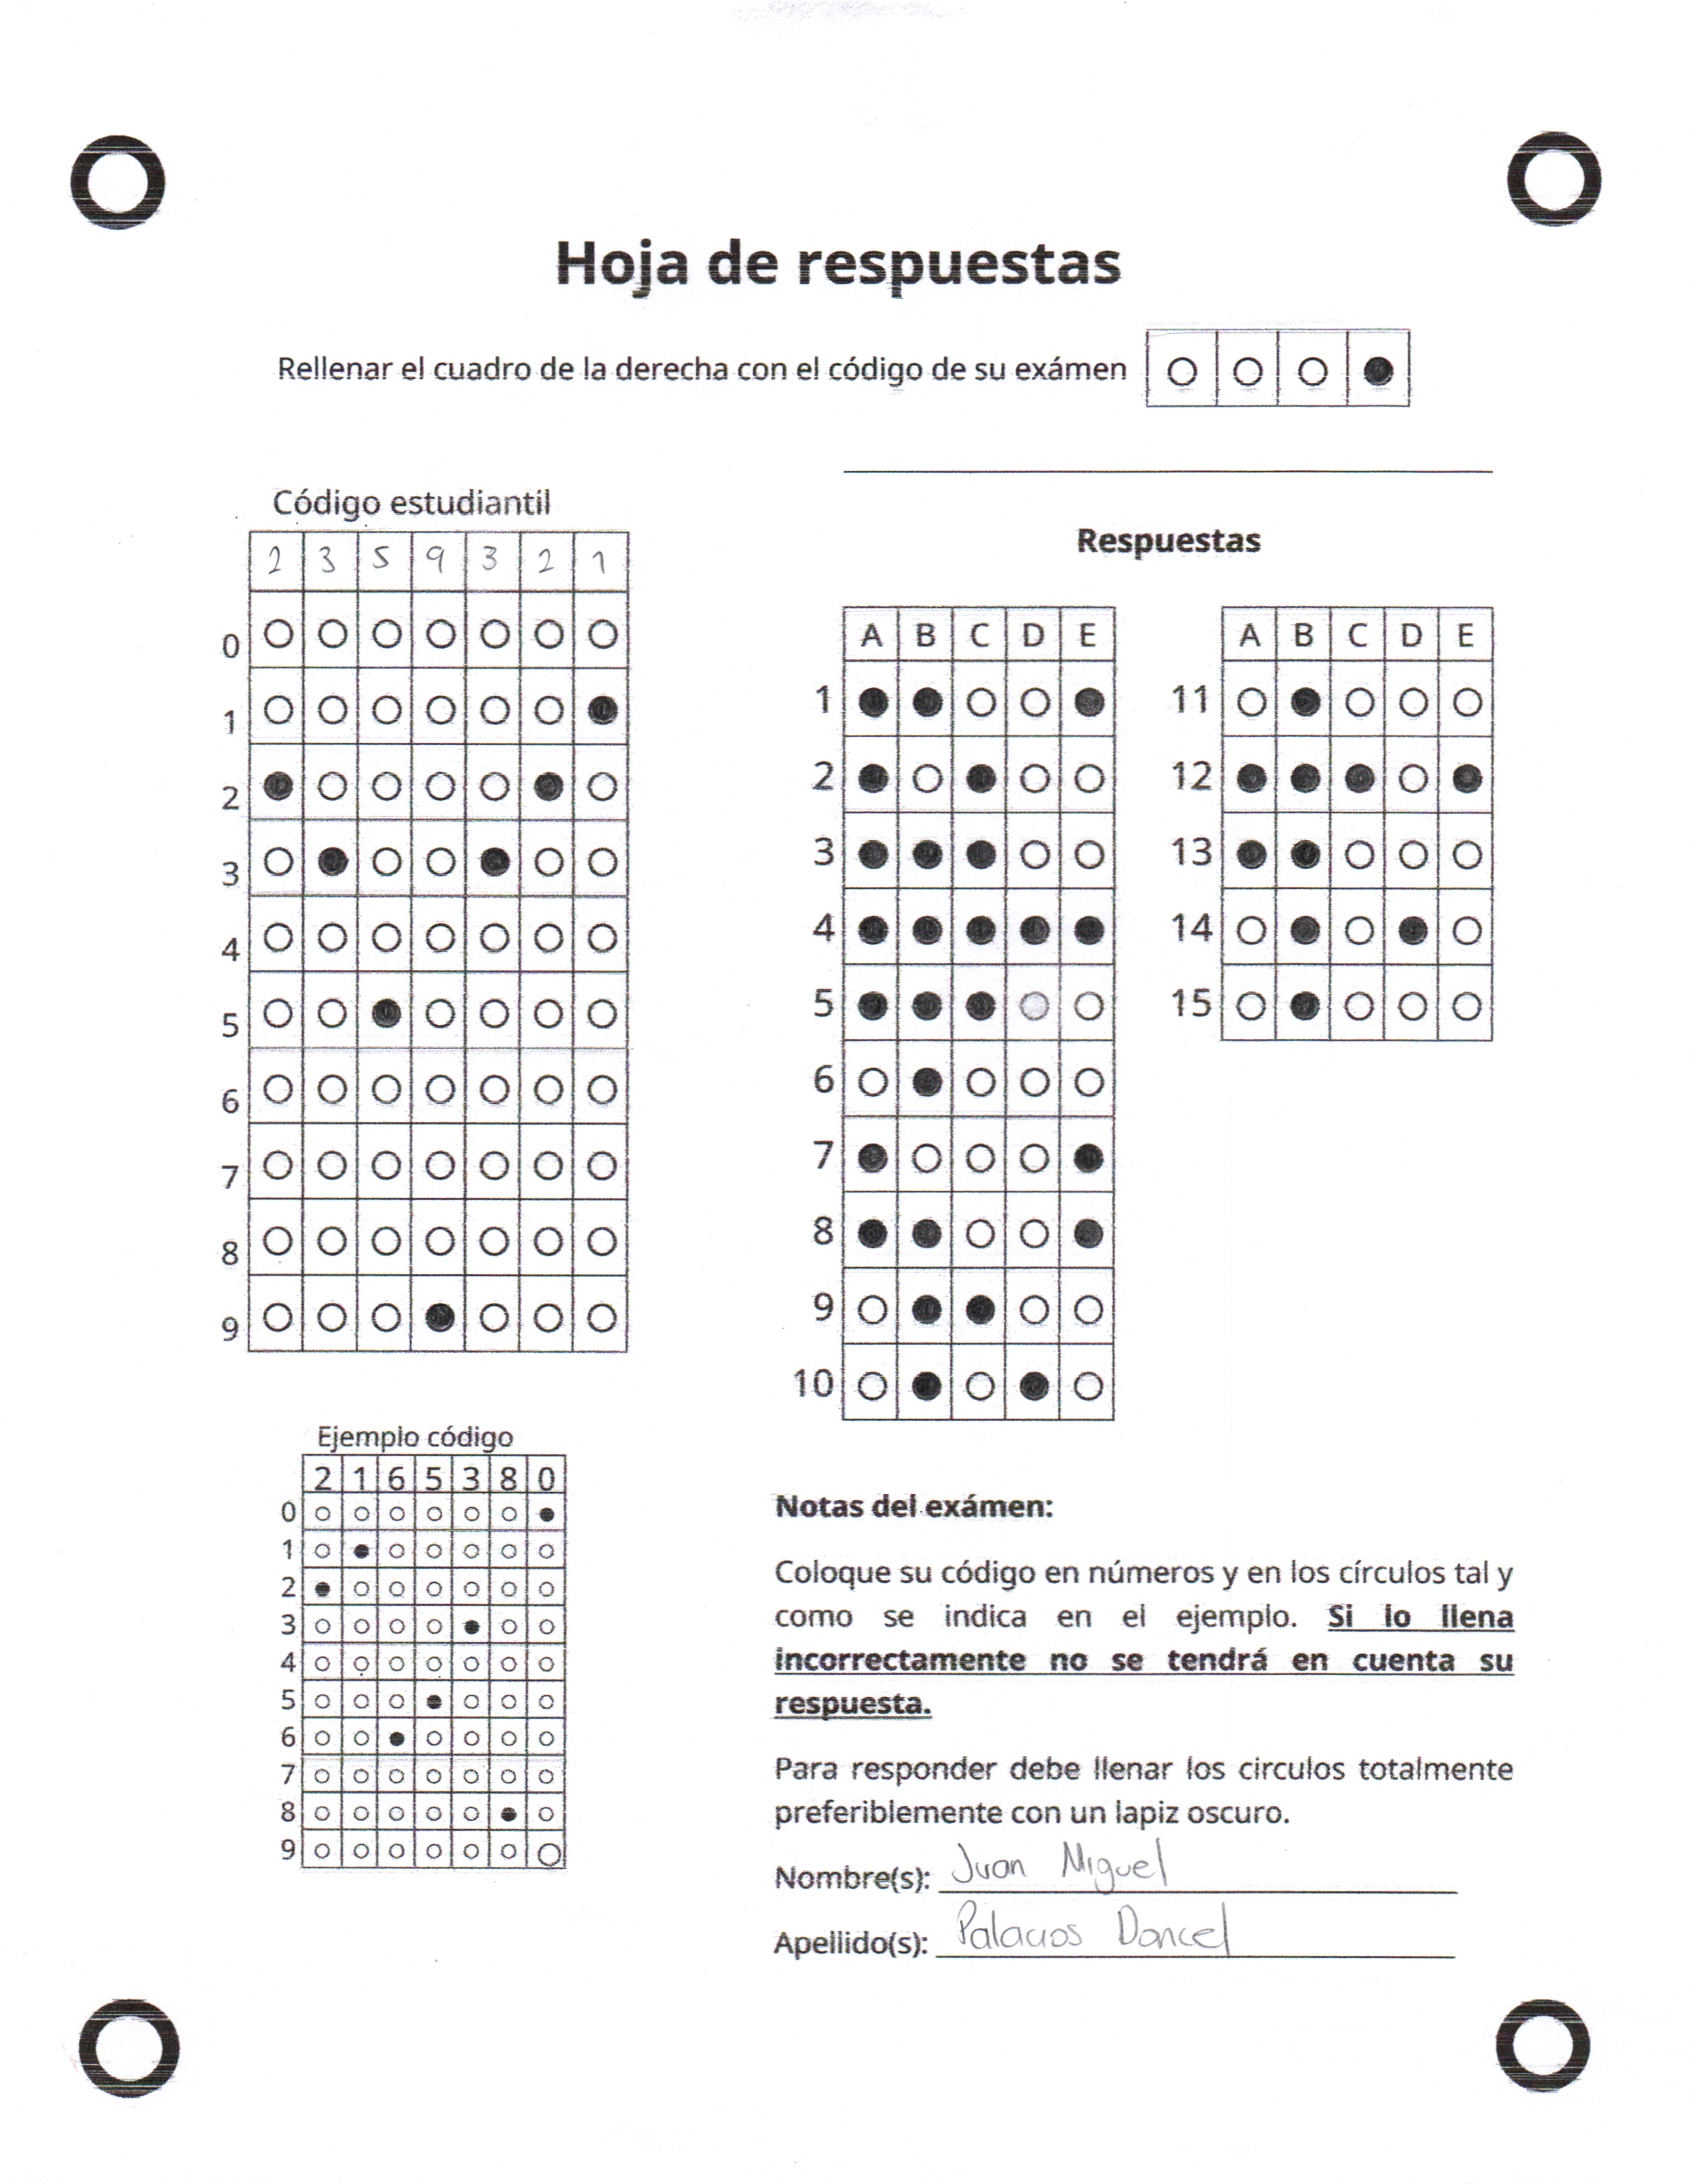 Hoja de respuestas
Rellenar el cuadro de la derecha con el código de su exámen
Código estudiantil
2 3 5 9 3 2 1
0
1
2
3
4
5
6
7
8
9
Respuestas
A B C D E
1
2
3
4
5
6
7
8
9
10
A B C D E
11
12
13
14
15
Ejemplo código
2 1 6 5 3 8 0
0
1
2
3
4
5
6
7
8
9
Notas del exámen:
Coloque su código en números y en los círculos tal y
como se indica en el ejemplo. Si lo llena
incorrectamente no se tendrá en cuenta su
respuesta.
Para responder debe llenar los circulos totalmente
preferiblemente con un lapiz oscuro.
Nombre(s): Juan Miguel
Apellido(s): Palacios Doncel